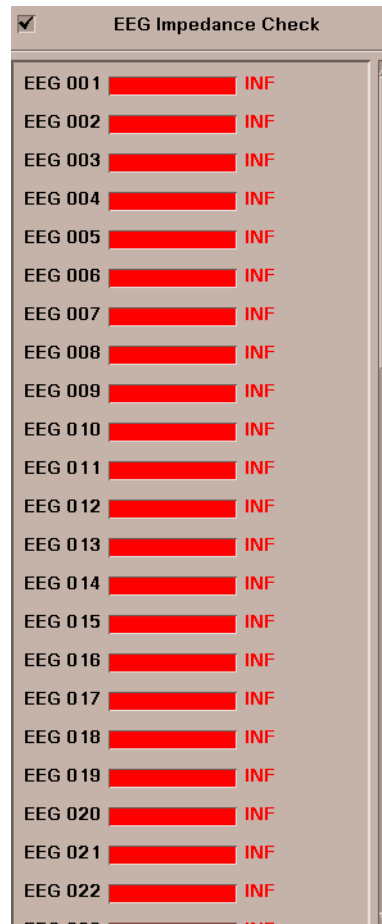 EEG Impedance Check
EEG 001 INF
EEG 002 INF
EEG 003 INF
EEG 004 INF
EEG 005 INF
EEG 006 INF
EEG 007 INF
EEG 008 INF
EEG 009 INF
EEG 010 INF
EEG 011 INF
EEG 012 INF
EEG 013 INF
EEG 014 INF
EEG 015 INF
EEG 016 INF
EEG 017 INF
EEG 018 INF
EEG 019 INF
EEG 020 INF
EEG 021 INF
EEG 022 INF